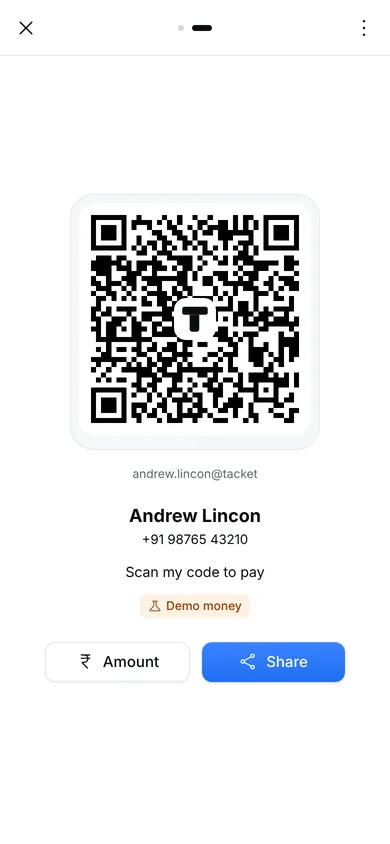 T
andrew.lincon@tacket
Andrew Lincon
+91 98765 43210
Scan my code to pay
Demo money
₹ Amount
Share